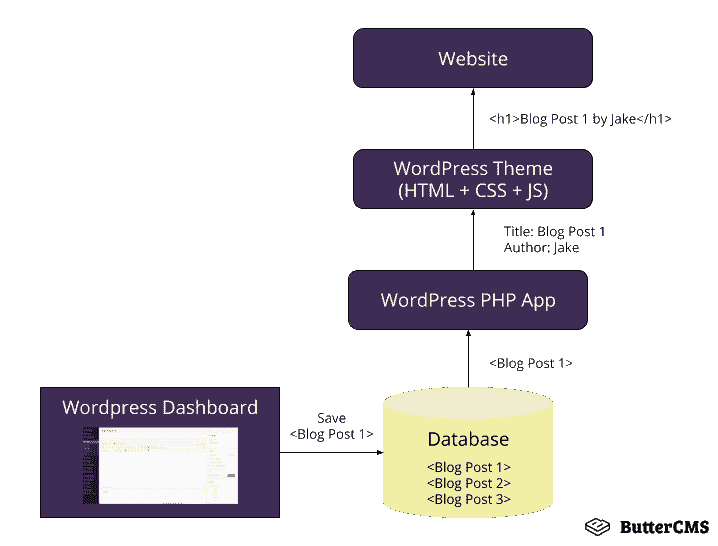 Website
<h1>Blog Post 1 by Jake</h1>
WordPress Theme
(HTML + CSS + JS)
Title: Blog Post 1
Author: Jake
WordPress PHP App
<Blog Post 1>
Wordpress Dashboard
Save
<Blog Post 1>
Database
<Blog Post 1>
<Blog Post 2>
<Blog Post 3>
ButterCMS